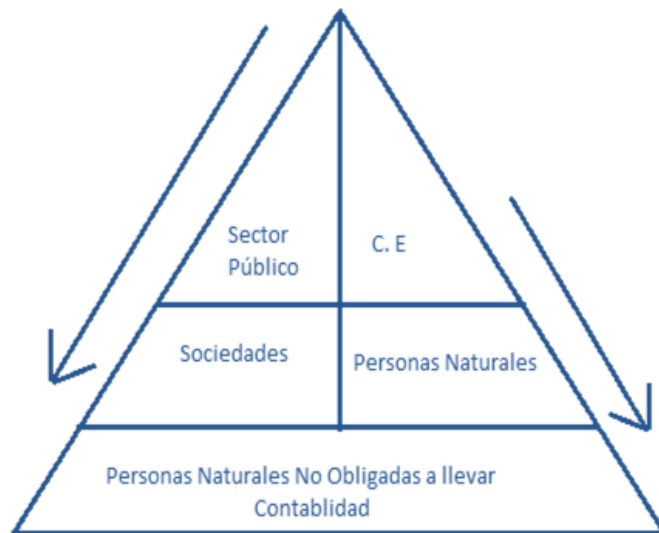 Sector
Público
C. E
Sociedades
Personas Naturales
Personas Naturales No Obligadas a llevar
Contablidad